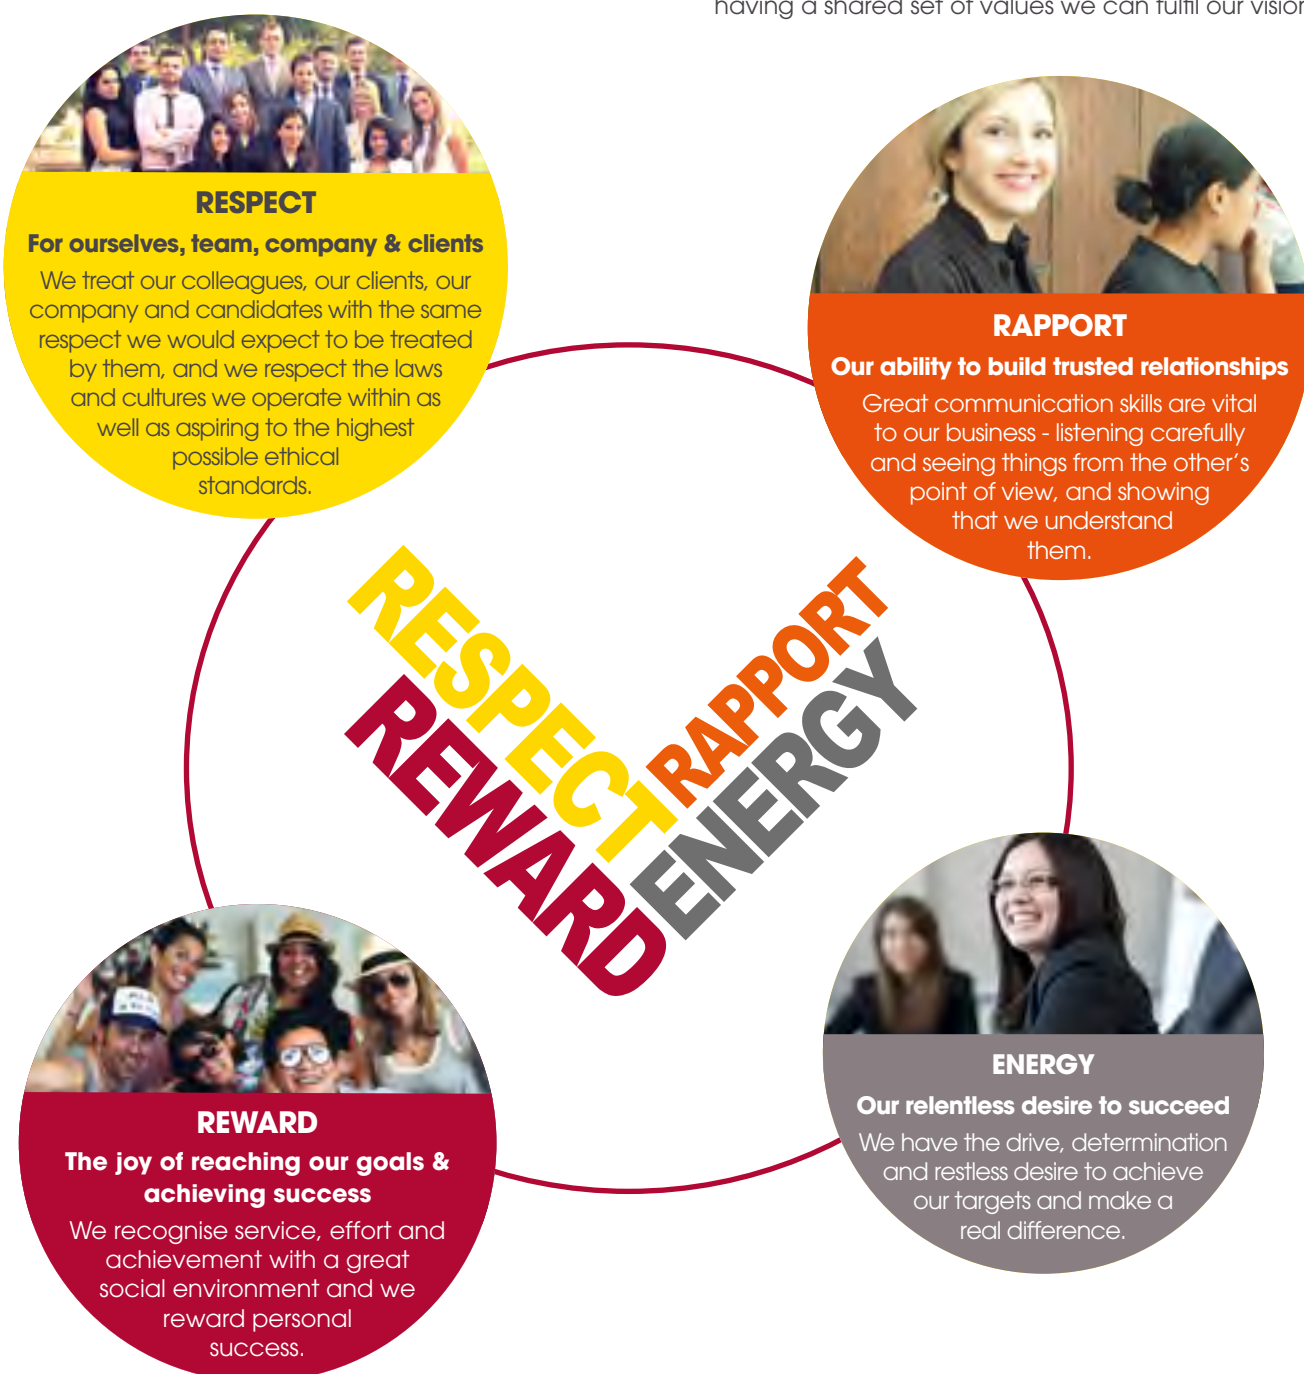 having a shared set of values we can fulfil our vision
RESPECT
For ourselves, team, company & clients
We treat our colleagues, our clients, our
company and candidates with the same
respect we would expect to be treated
by them, and we respect the laws
and cultures we operate within as
well as aspiring to the highest
possible ethical
standards.
RAPPORT
Our ability to build trusted relationships
Great communication skills are vital
to our business - listening carefully
and seeing things from the other's
point of view, and showing
that we understand
them.
RESPECT
RAPPORT
REWARD
ENERGY
REWARD
The joy of reaching our goals &
achieving success
We recognise service, effort and
achievement with a great
social environment and we
reward personal
success.
ENERGY
Our relentless desire to succeed
We have the drive, determination
and restless desire to achieve
our targets and make a
real difference.